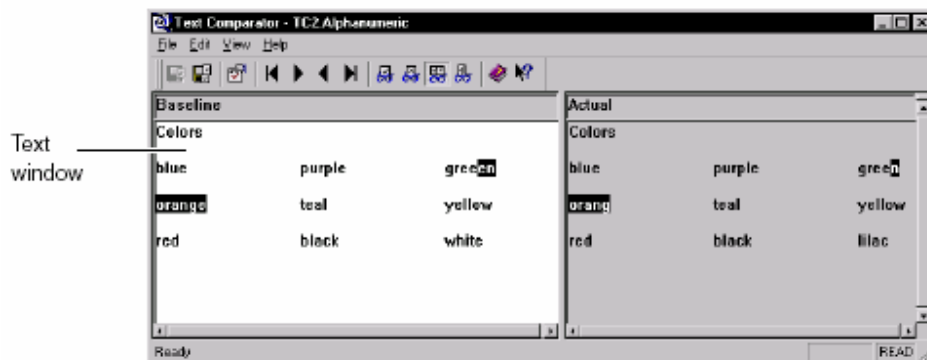 Text Comparator - TC2.Alphanumeric
File Edit View Help
Baseline Actual
Text window
Colors Colors
blue purple green blue purple green
orange teal yellow orang teal yellow
red black white red black lilac
Ready READ